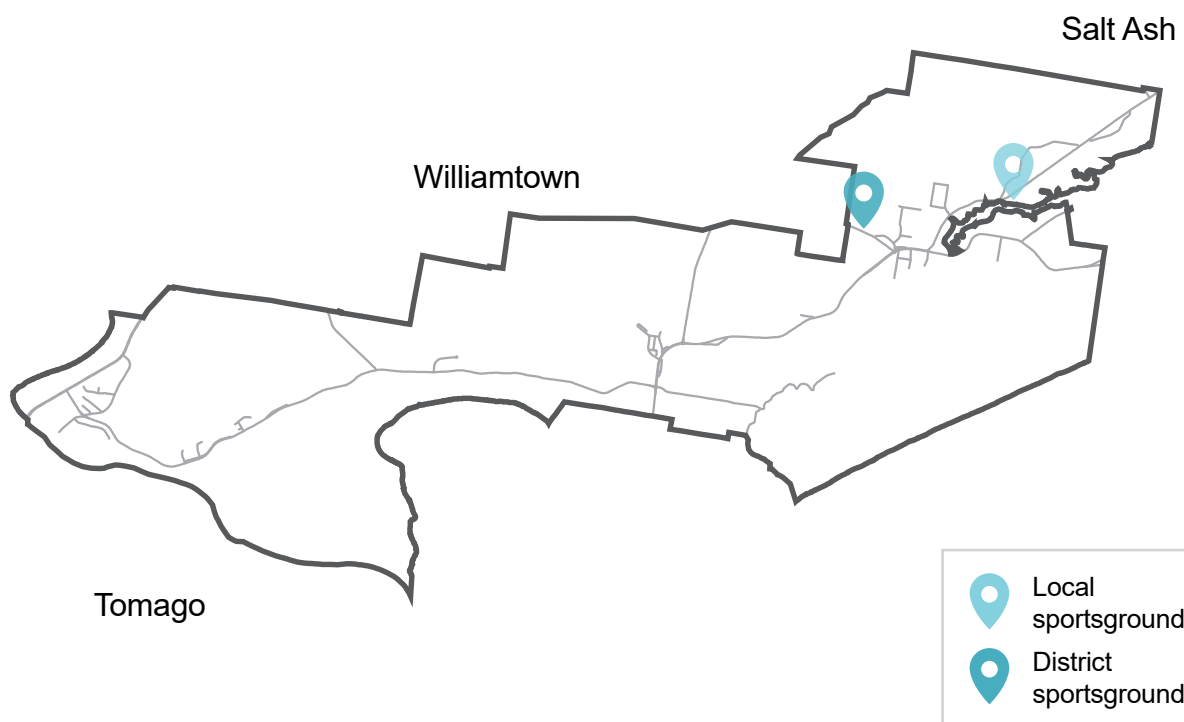 Salt Ash
Williamtown
Tomago
Local
sportsground
District
sportsground